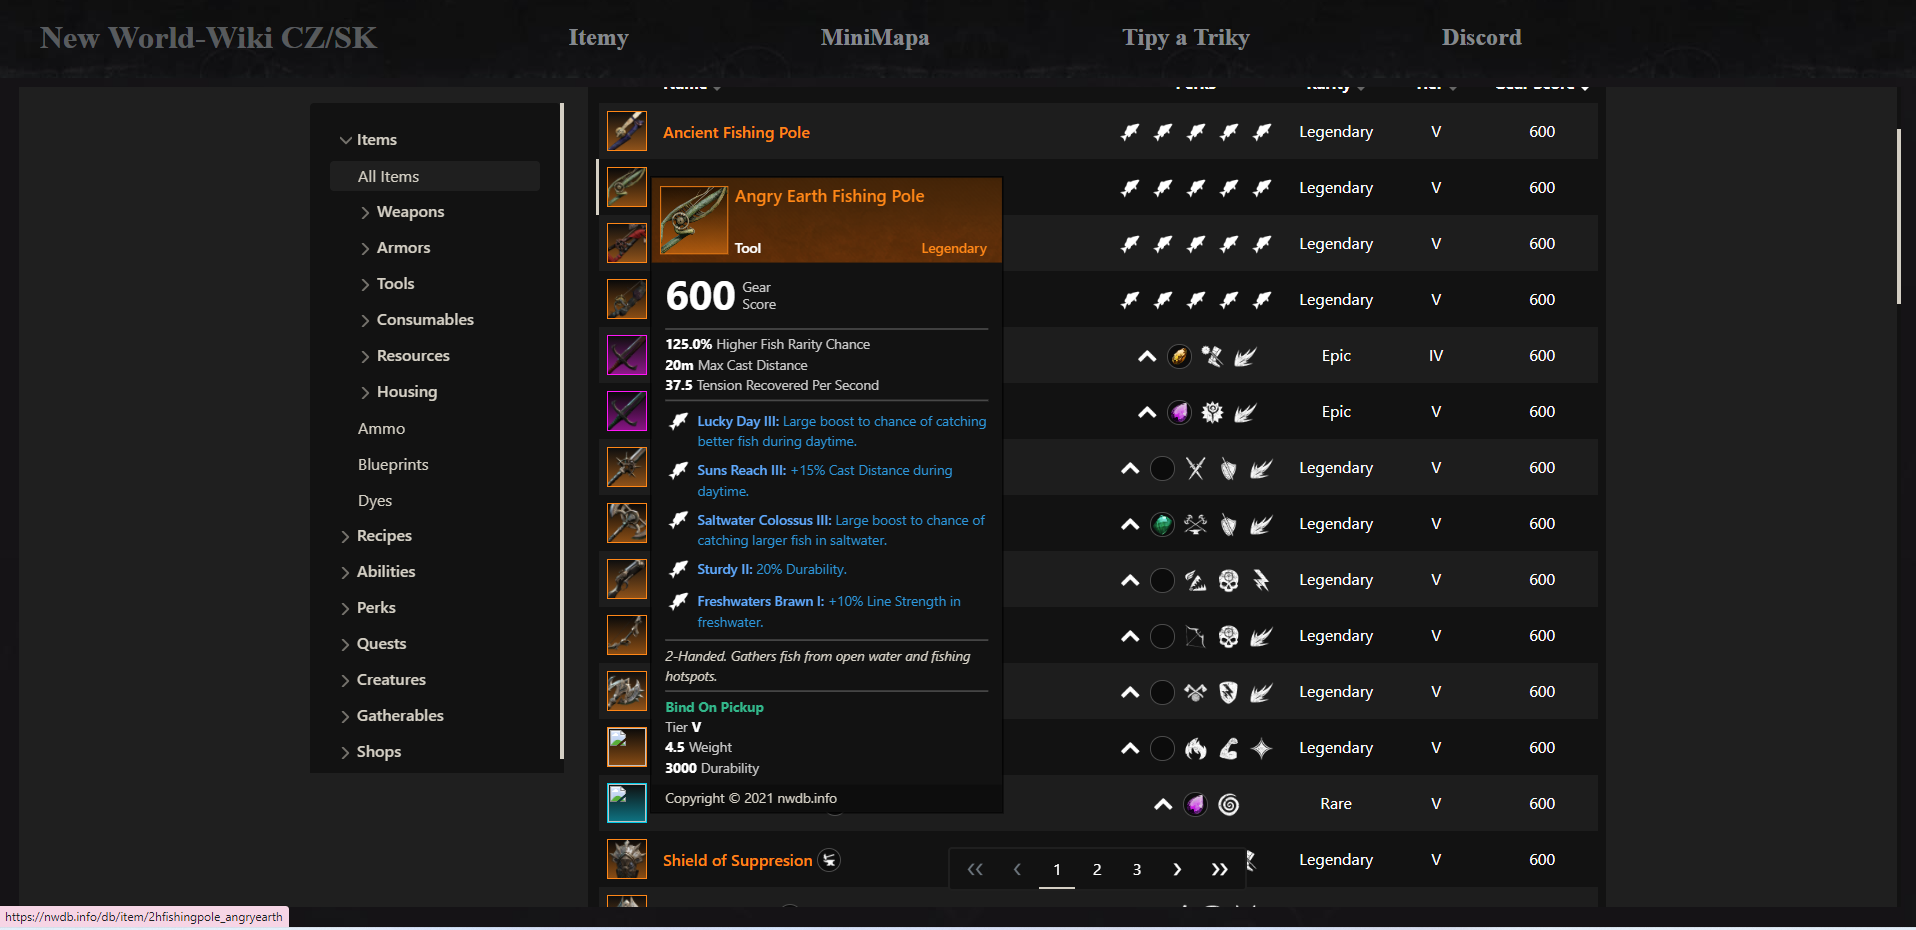 New World-Wiki CZ/SK
Itemy
MiniMapa
Tipy a Triky
Discord
Items
All Items
Weapons
Armors
Tools
Consumables
Resources
Housing
Ammo
Blueprints
Dyes
Recipes
Abilities
Perks
Quests
Creatures
Gatherables
Shops
Name Perks Rarity Tier Gear Score
Ancient Fishing Pole Legendary V 600
Legendary V 600
Legendary V 600
Legendary V 600
Epic IV 600
Epic V 600
Legendary V 600
Legendary V 600
Legendary V 600
Legendary V 600
Legendary V 600
Legendary V 600
Rare V 600
Shield of Suppresion Legendary V 600
Angry Earth Fishing Pole
Tool Legendary
600 Gear
Score
125.0% Higher Fish Rarity Chance
20m Max Cast Distance
37.5 Tension Recovered Per Second
Lucky Day III: Large boost to chance of catching
better fish during daytime.
Suns Reach III: +15% Cast Distance during
daytime.
Saltwater Colossus III: Large boost to chance of
catching larger fish in saltwater.
Sturdy II: 20% Durability.
Freshwaters Brawn I: +10% Line Strength in
freshwater.
2-Handed. Gathers fish from open water and fishing
hotspots.
Bind On Pickup
Tier V
4.5 Weight
3000 Durability
Copyright © 2021 nwdb.info
1 2 3
https://nwdb.info/db/item/2hfishingpole_angryearth